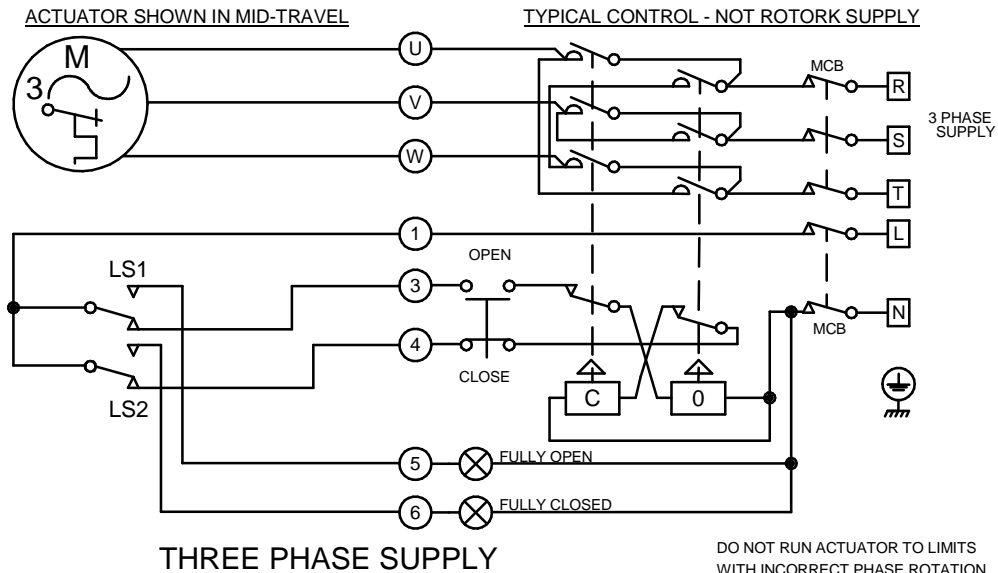 ACTUATOR SHOWN IN MID-TRAVEL
TYPICAL CONTROL - NOT ROTORK SUPPLY
M
3
U
V
W
MCB
R
S
T
3 PHASE
SUPPLY
1
L
LS1
3
OPEN
N
MCB
4
CLOSE
LS2
C
0
5
FULLY OPEN
6
FULLY CLOSED
THREE PHASE SUPPLY
DO NOT RUN ACTUATOR TO LIMITS
WITH INCORRECT PHASE ROTATION